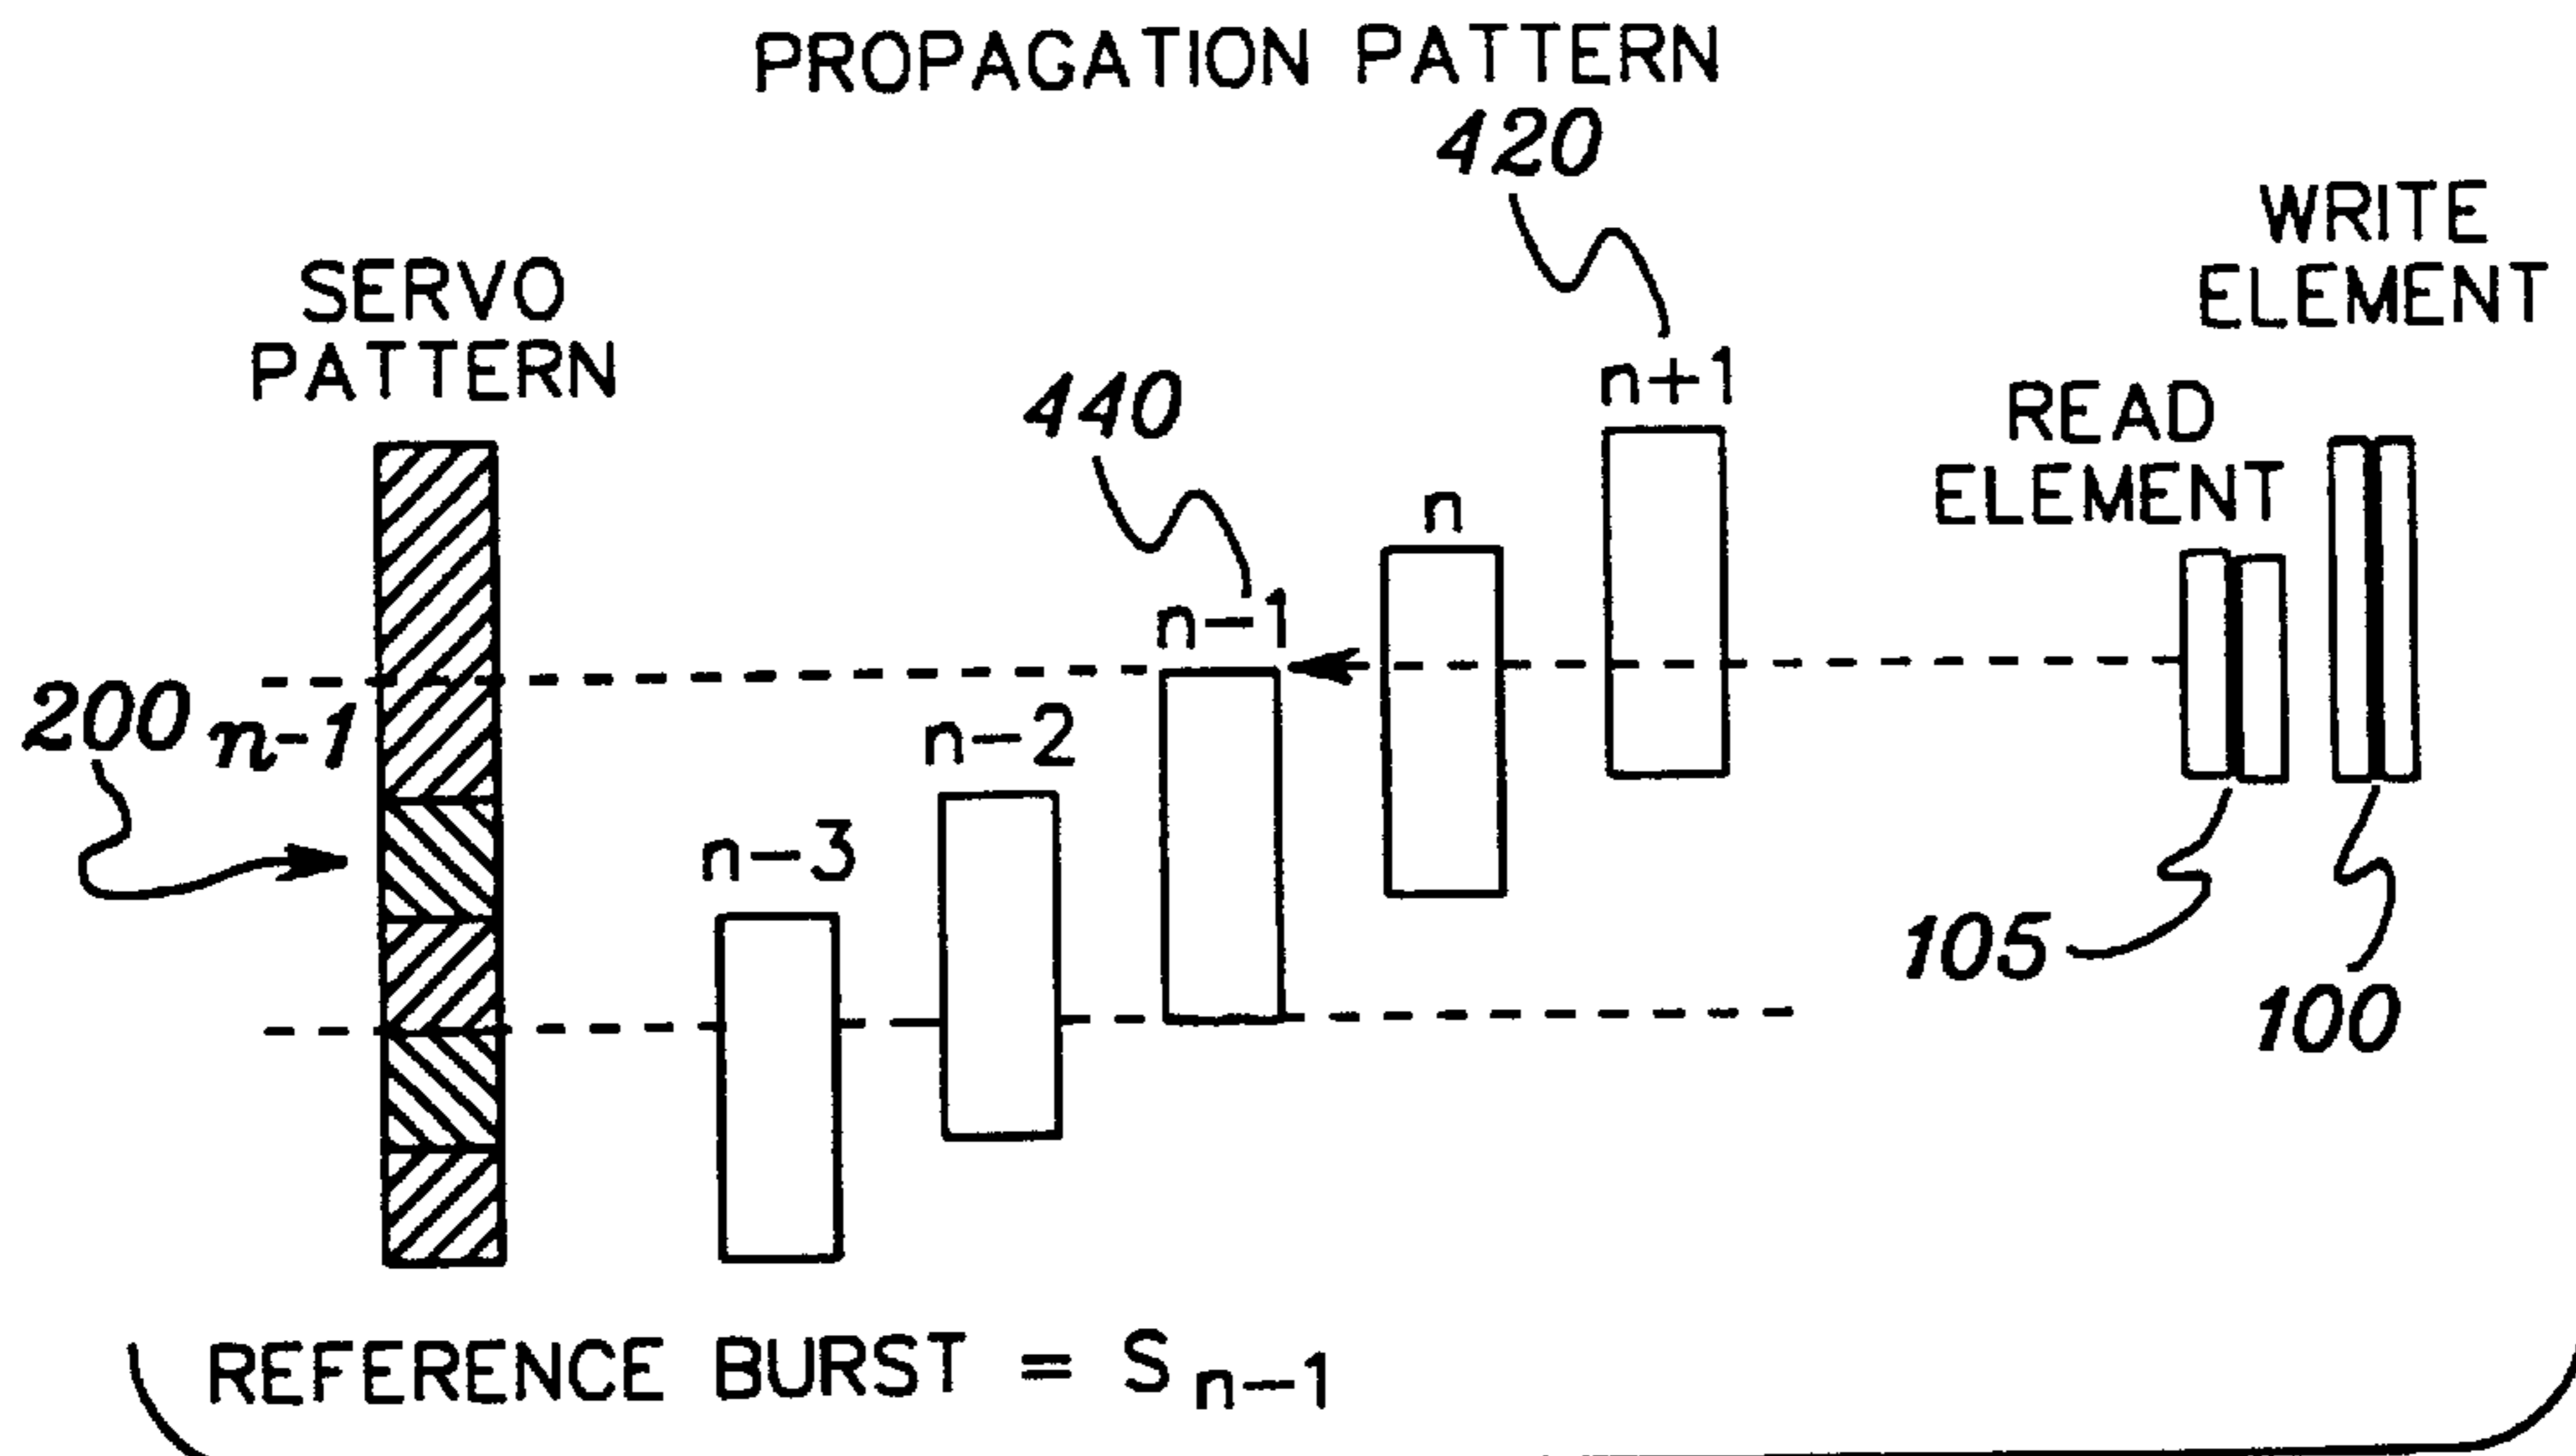 PROPAGATION PATTERN
420
WRITE
ELEMENT
SERVO
PATTERN
READ
ELEMENT
440
n+1
n
n-1
n-2
n-3
200 n-1
105
100
REFERENCE BURST = S n-1